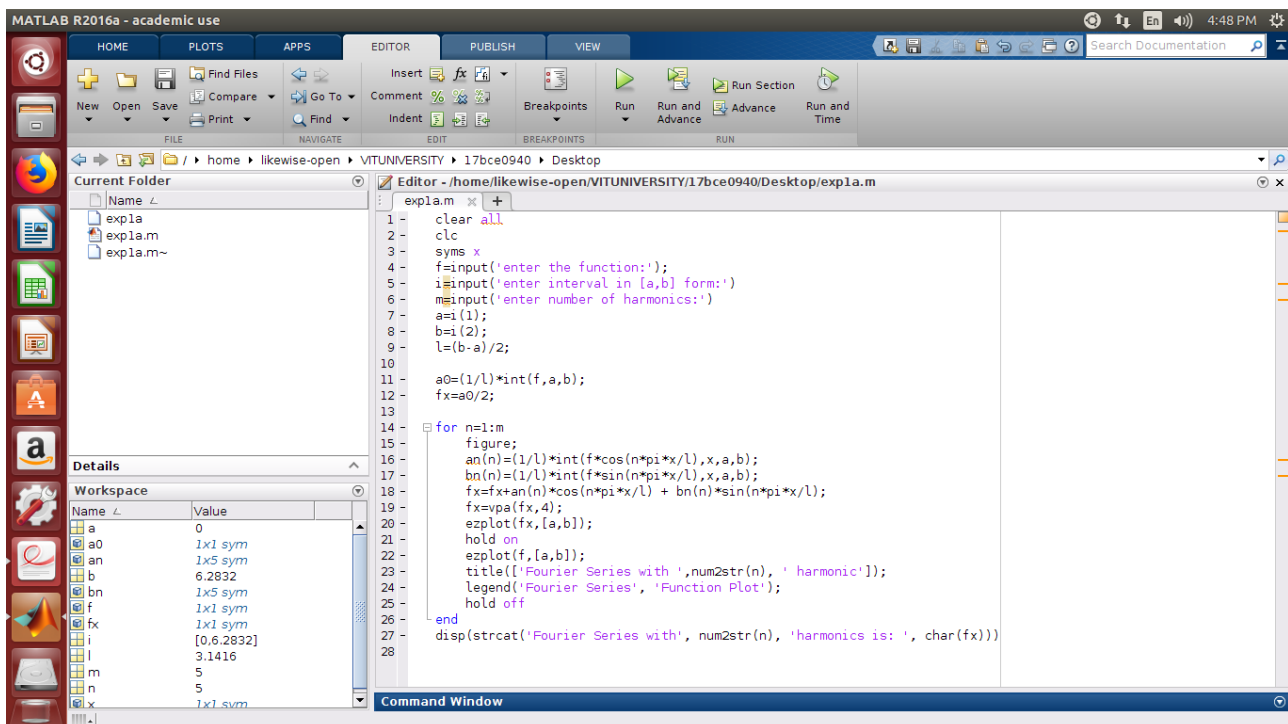 MATLAB R2016a - academic use
En 4:48 PM
HOME PLOTS APPS EDITOR PUBLISH VIEW
Search Documentation
New Open Save
Find Files
Compare
Print
Go To
Find
Insert fx
Comment
Indent
Breakpoints
Run
Run and Advance
Run Section
Advance
Run and Time
FILE NAVIGATE EDIT BREAKPOINTS RUN
/ home likewise-open VITUNIVERSITY 17bce0940 Desktop
Current Folder
Name
exp1a
exp1a.m
exp1a.m~
Details
Workspace
Name Value
a 0
a0 1x1 sym
an 1x5 sym
b 6.2832
bn 1x5 sym
f 1x1 sym
fx 1x1 sym
i [0,6.2832]
l 3.1416
m 5
n 5
x 1x1 sym
Editor - /home/likewise-open/VITUNIVERSITY/17bce0940/Desktop/exp1a.m
exp1a.m
1 - clear all
2 - clc
3 - syms x
4 - f=input('enter the function:');
5 - i=input('enter interval in [a,b] form:')
6 - m=input('enter number of harmonics:')
7 - a=i(1);
8 - b=i(2);
9 - l=(b-a)/2;
10
11 - a0=(1/l)*int(f,a,b);
12 - fx=a0/2;
13
14 - for n=1:m
15 - figure;
16 - an(n)=(1/l)*int(f*cos(n*pi*x/l),x,a,b);
17 - bn(n)=(1/l)*int(f*sin(n*pi*x/l),x,a,b);
18 - fx=fx+an(n)*cos(n*pi*x/l) + bn(n)*sin(n*pi*x/l);
19 - fx=vpa(fx,4);
20 - ezplot(fx,[a,b]);
21 - hold on
22 - ezplot(f,[a,b]);
23 - title(['Fourier Series with ',num2str(n), ' harmonic']);
24 - legend('Fourier Series', 'Function Plot');
25 - hold off
26 - end
27 - disp(strcat('Fourier Series with', num2str(n), 'harmonics is: ', char(fx)))
28
Command Window